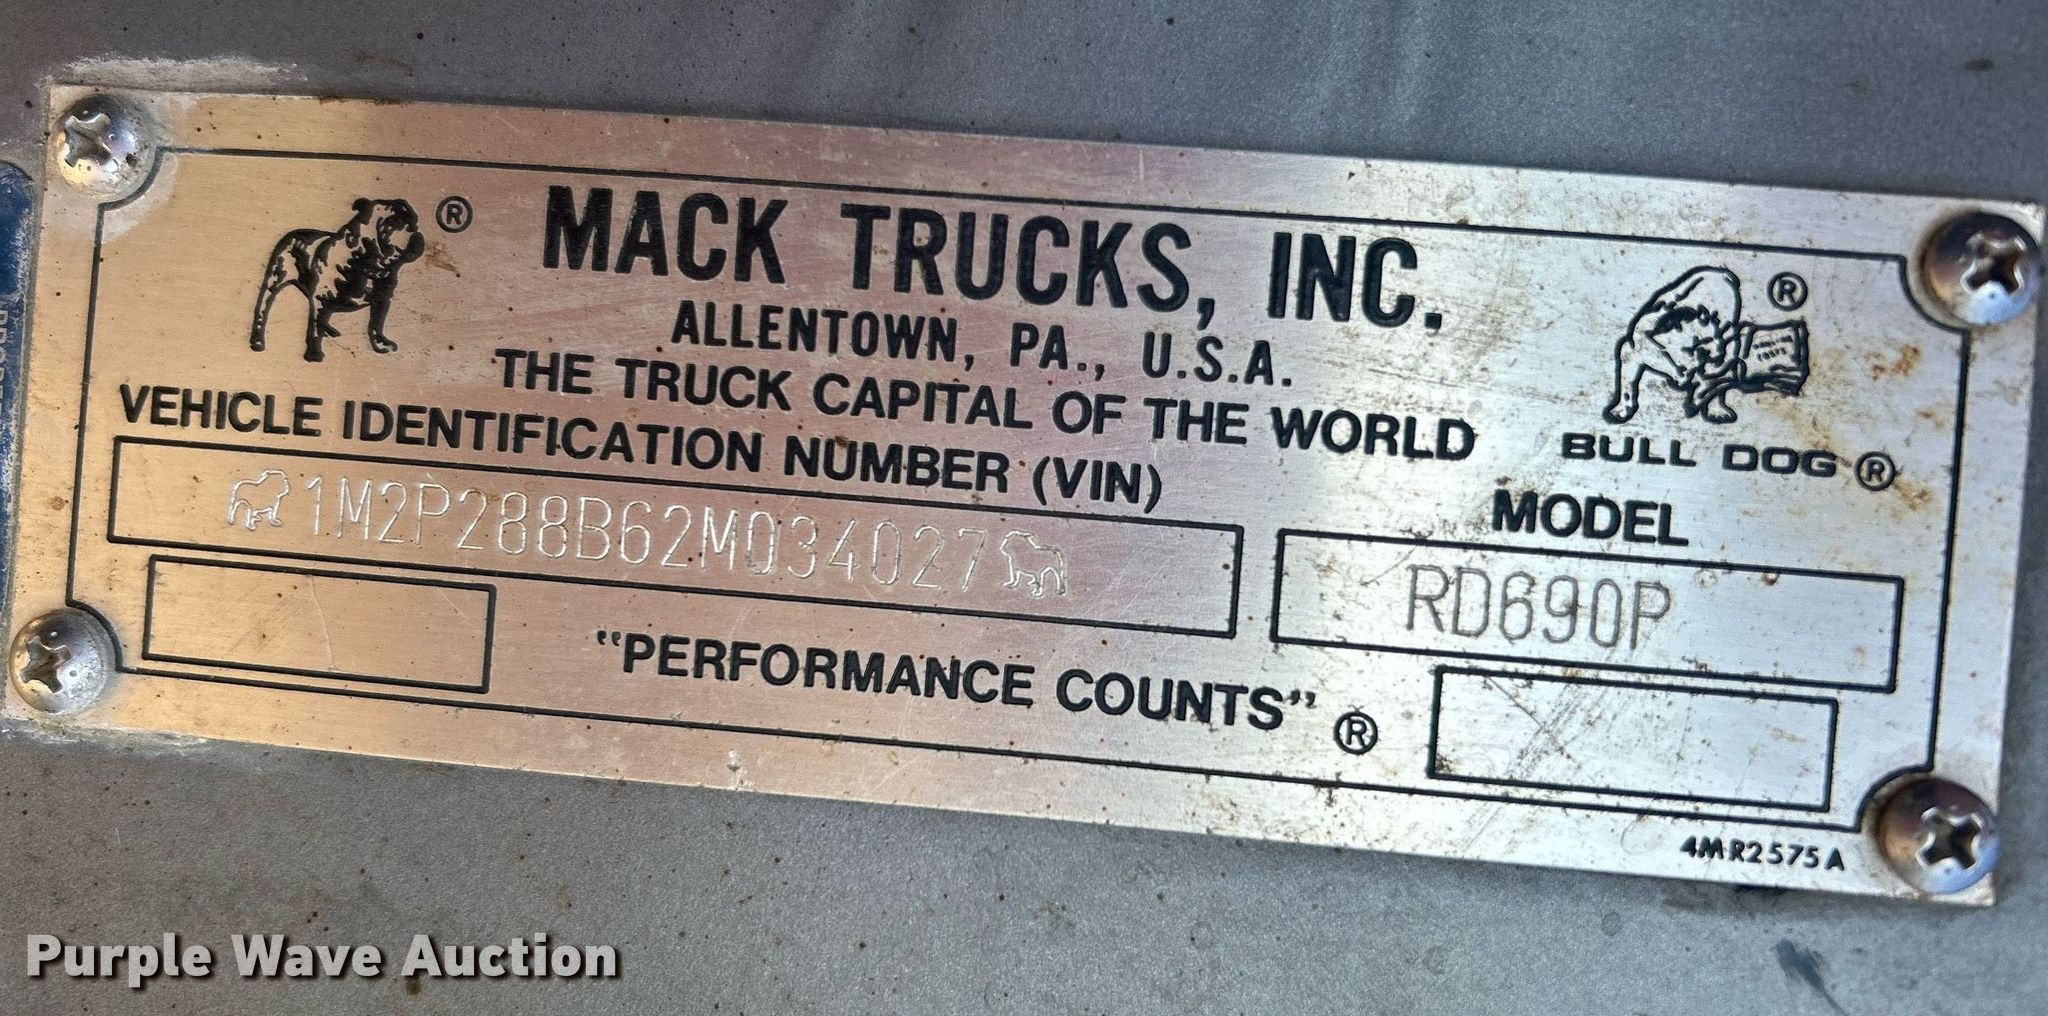 ® MACK TRUCKS, INC. ®
ALLENTOWN, PA., U.S.A.
THE TRUCK CAPITAL OF THE WORLD
BULL DOG ®
VEHICLE IDENTIFICATION NUMBER (VIN)
MODEL
1M2P288B62M034027
RD690P
"PERFORMANCE COUNTS" ®
4MR2575A
Purple Wave Auction